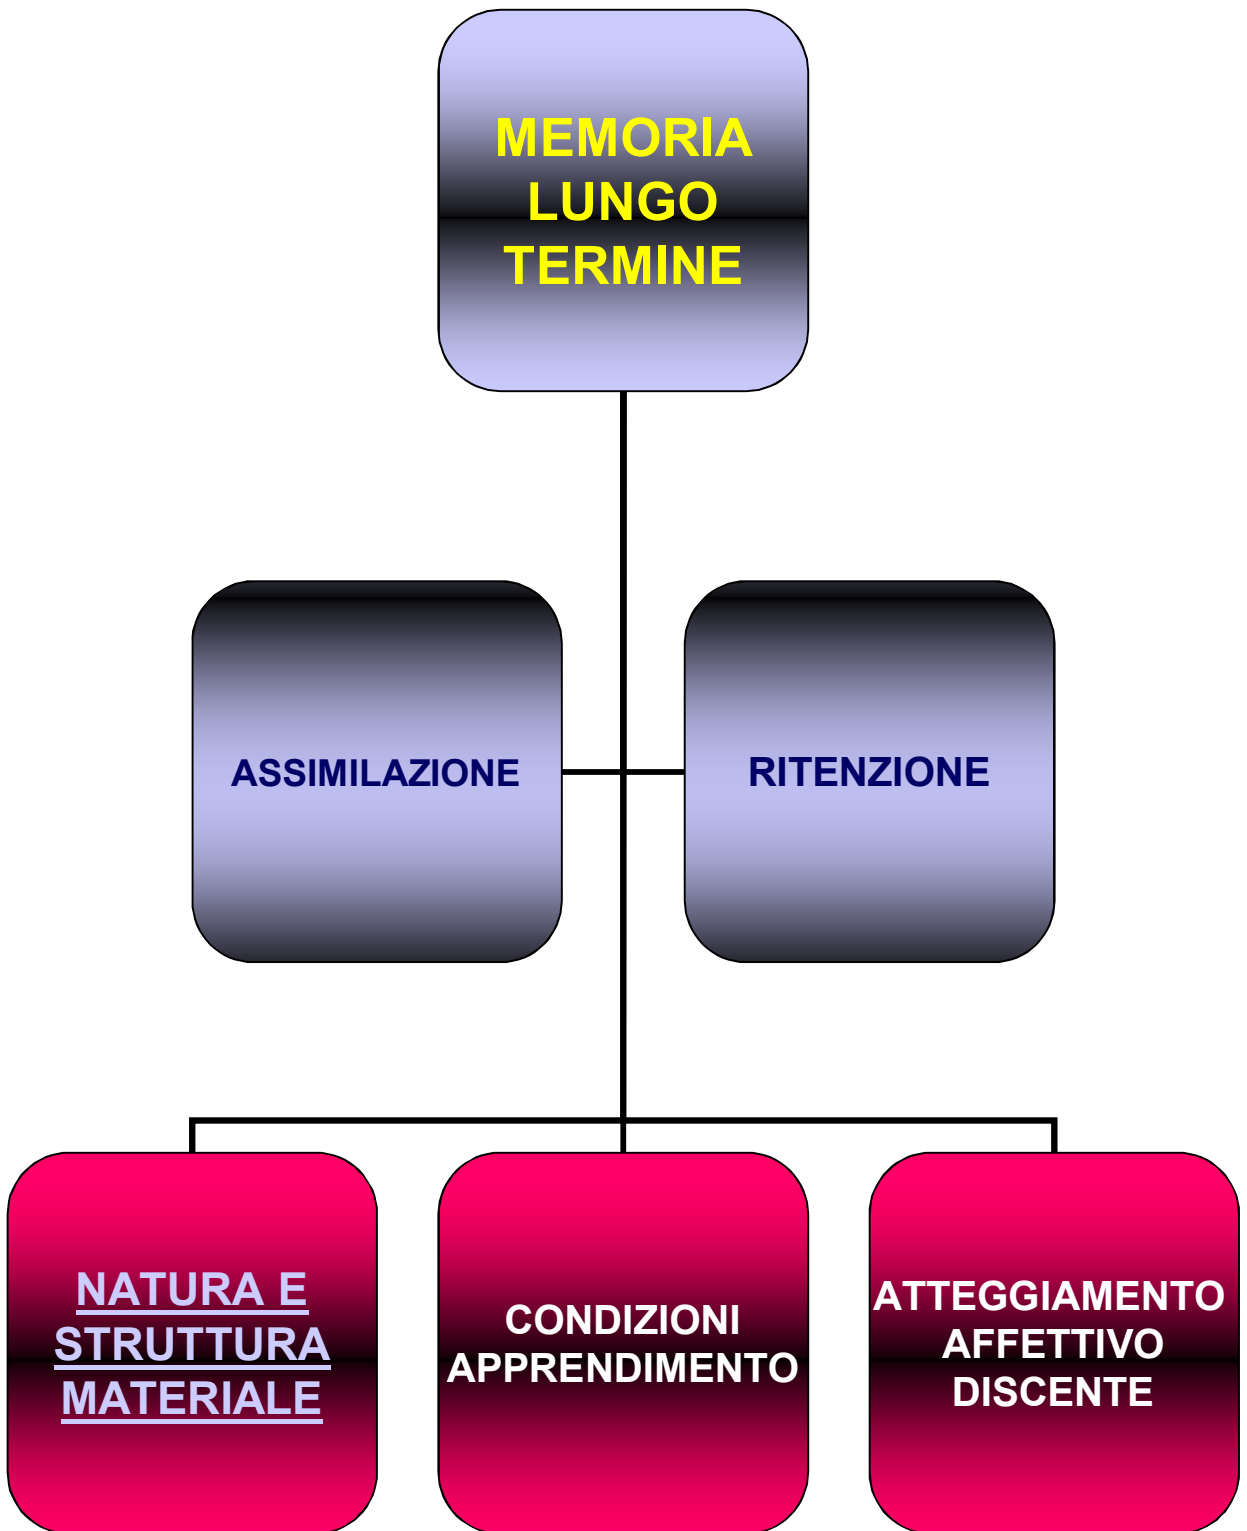 MEMORIA
LUNGO
TERMINE
ASSIMILAZIONE
RITENZIONE
NATURA E
STRUTTURA
MATERIALE
CONDIZIONI
APPRENDIMENTO
ATTEGGIAMENTO
AFFETTIVO
DISCENTE